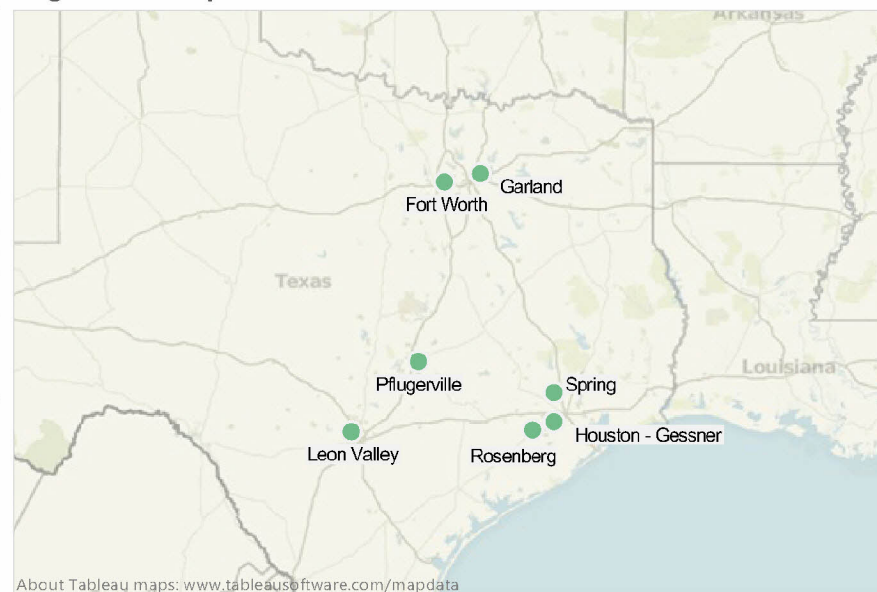 Arkansas
Garland
Fort Worth
Texas
Louisiana
Pflugerville
Spring
Houston - Gessner
Leon Valley
Rosenberg
About Tableau maps: www.tableausoftware.com/mapdata